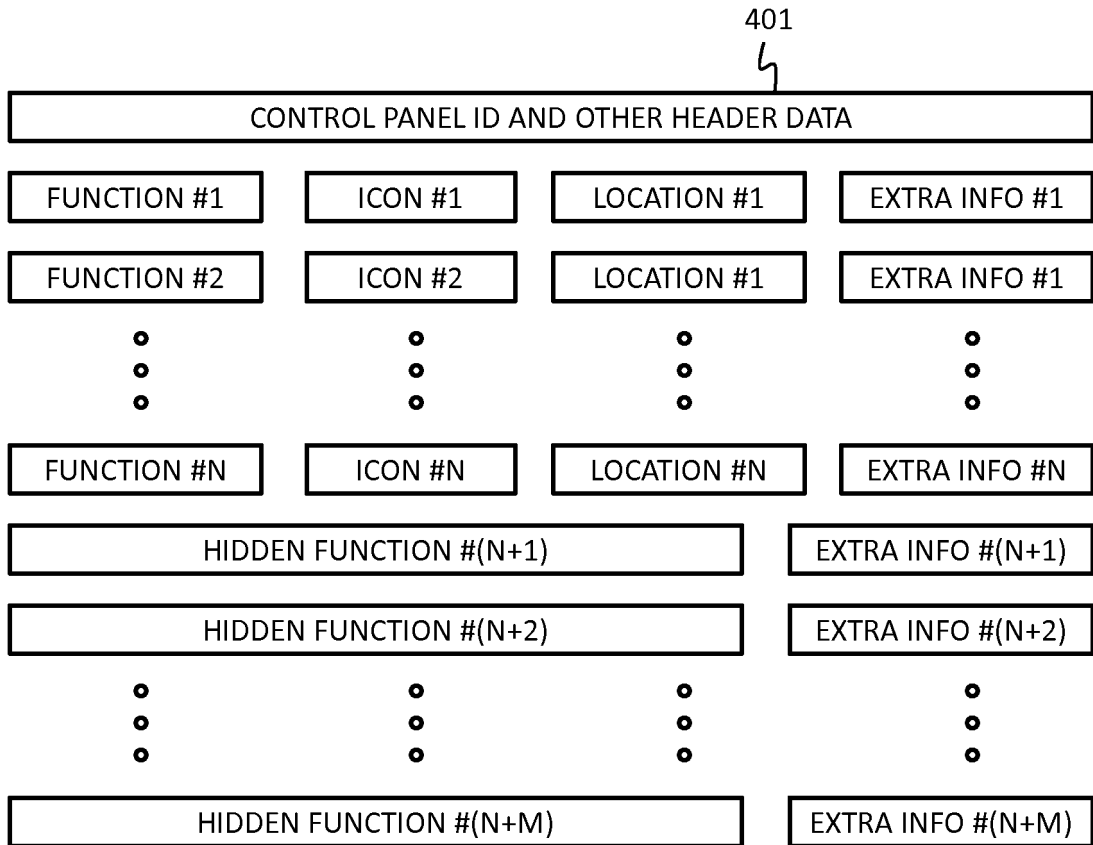 401
CONTROL PANEL ID AND OTHER HEADER DATA
FUNCTION #1 ICON #1 LOCATION #1 EXTRA INFO #1
FUNCTION #2 ICON #2 LOCATION #1 EXTRA INFO #1
FUNCTION #N ICON #N LOCATION #N EXTRA INFO #N
HIDDEN FUNCTION #(N+1) EXTRA INFO #(N+1)
HIDDEN FUNCTION #(N+2) EXTRA INFO #(N+2)
HIDDEN FUNCTION #(N+M) EXTRA INFO #(N+M)